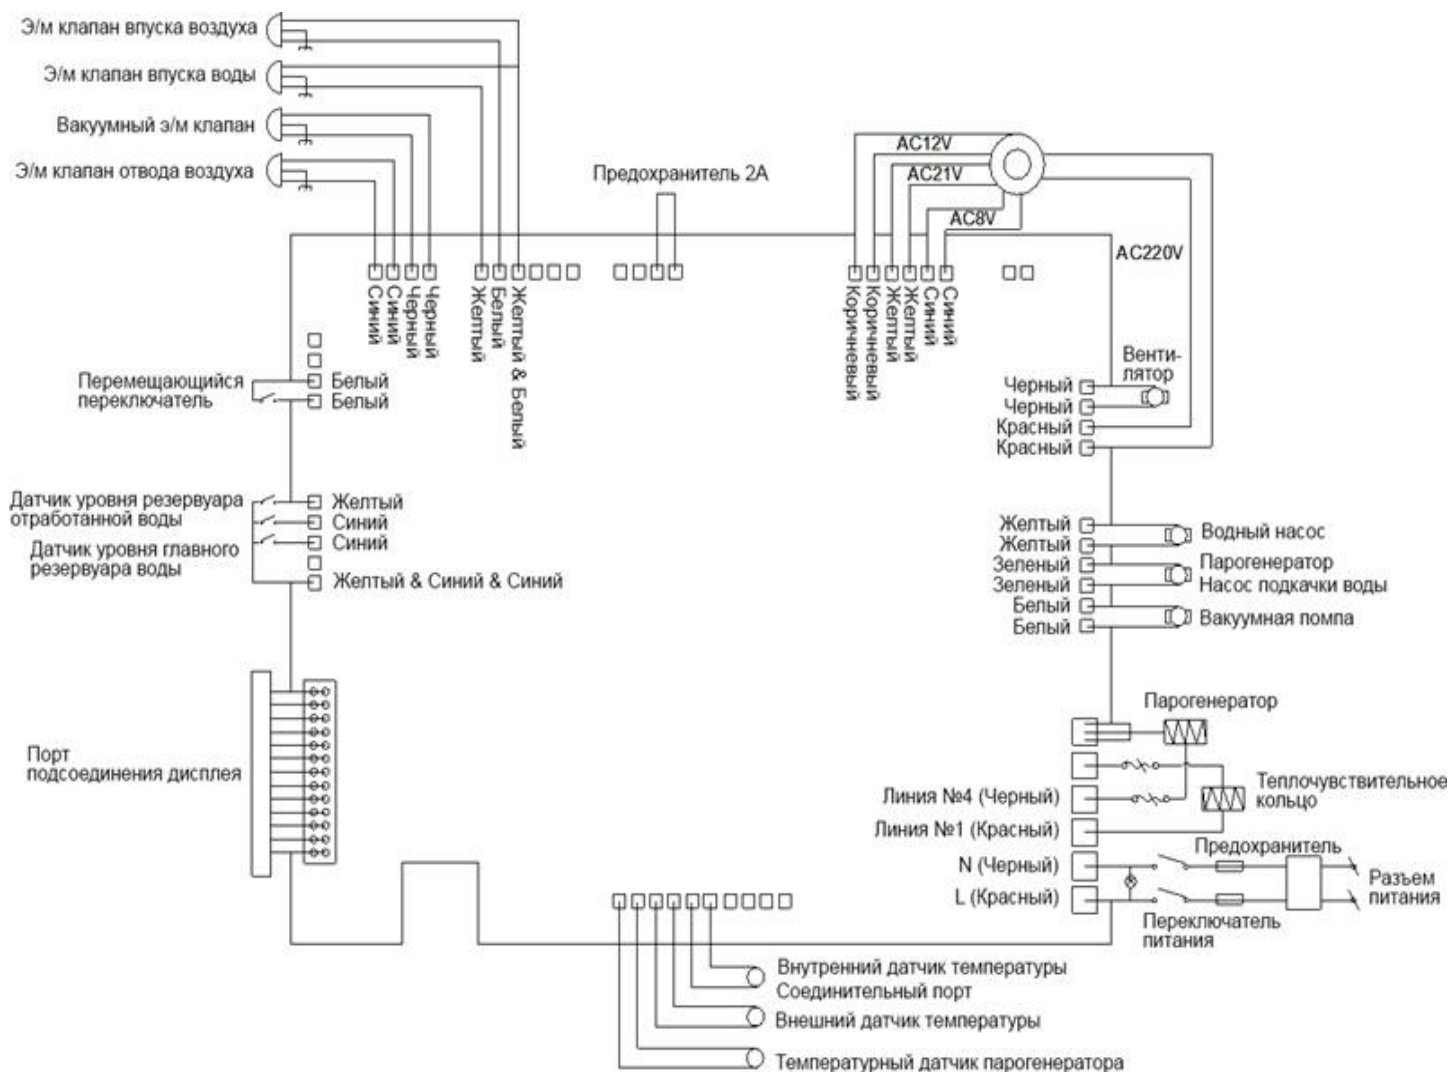 Э/м клапан впуска воздуха
Э/м клапан впуска воды
Вакуумный э/м клапан
Э/м клапан отвода воздуха
Предохранитель 2А
AC12V
AC21V
AC8V
AC220V
Синий
Синий
Черный
Черный
Желтый
Белый
Желтый & Белый
Коричневый
Коричневый
Желтый
Желтый
Синий
Синий
Перемещающийся
переключатель
Белый
Белый
Венти-
лятор
Черный
Черный
Красный
Красный
Датчик уровня резервуара
отработанной воды
Датчик уровня главного
резервуара воды
Желтый
Синий
Синий
Желтый & Синий & Синий
Желтый
Желтый
Зеленый
Зеленый
Белый
Белый
Водный насос
Парогенератор
Насос подкачки воды
Вакуумная помпа
Порт
подсоединения дисплея
Парогенератор
Теплочувствительное
кольцо
Линия №4 (Черный)
Линия №1 (Красный)
N (Черный)
L (Красный)
Предохранитель
Переключатель
питания
Разъем
питания
Внутренний датчик температуры
Соединительный порт
Внешний датчик температуры
Температурный датчик парогенератора